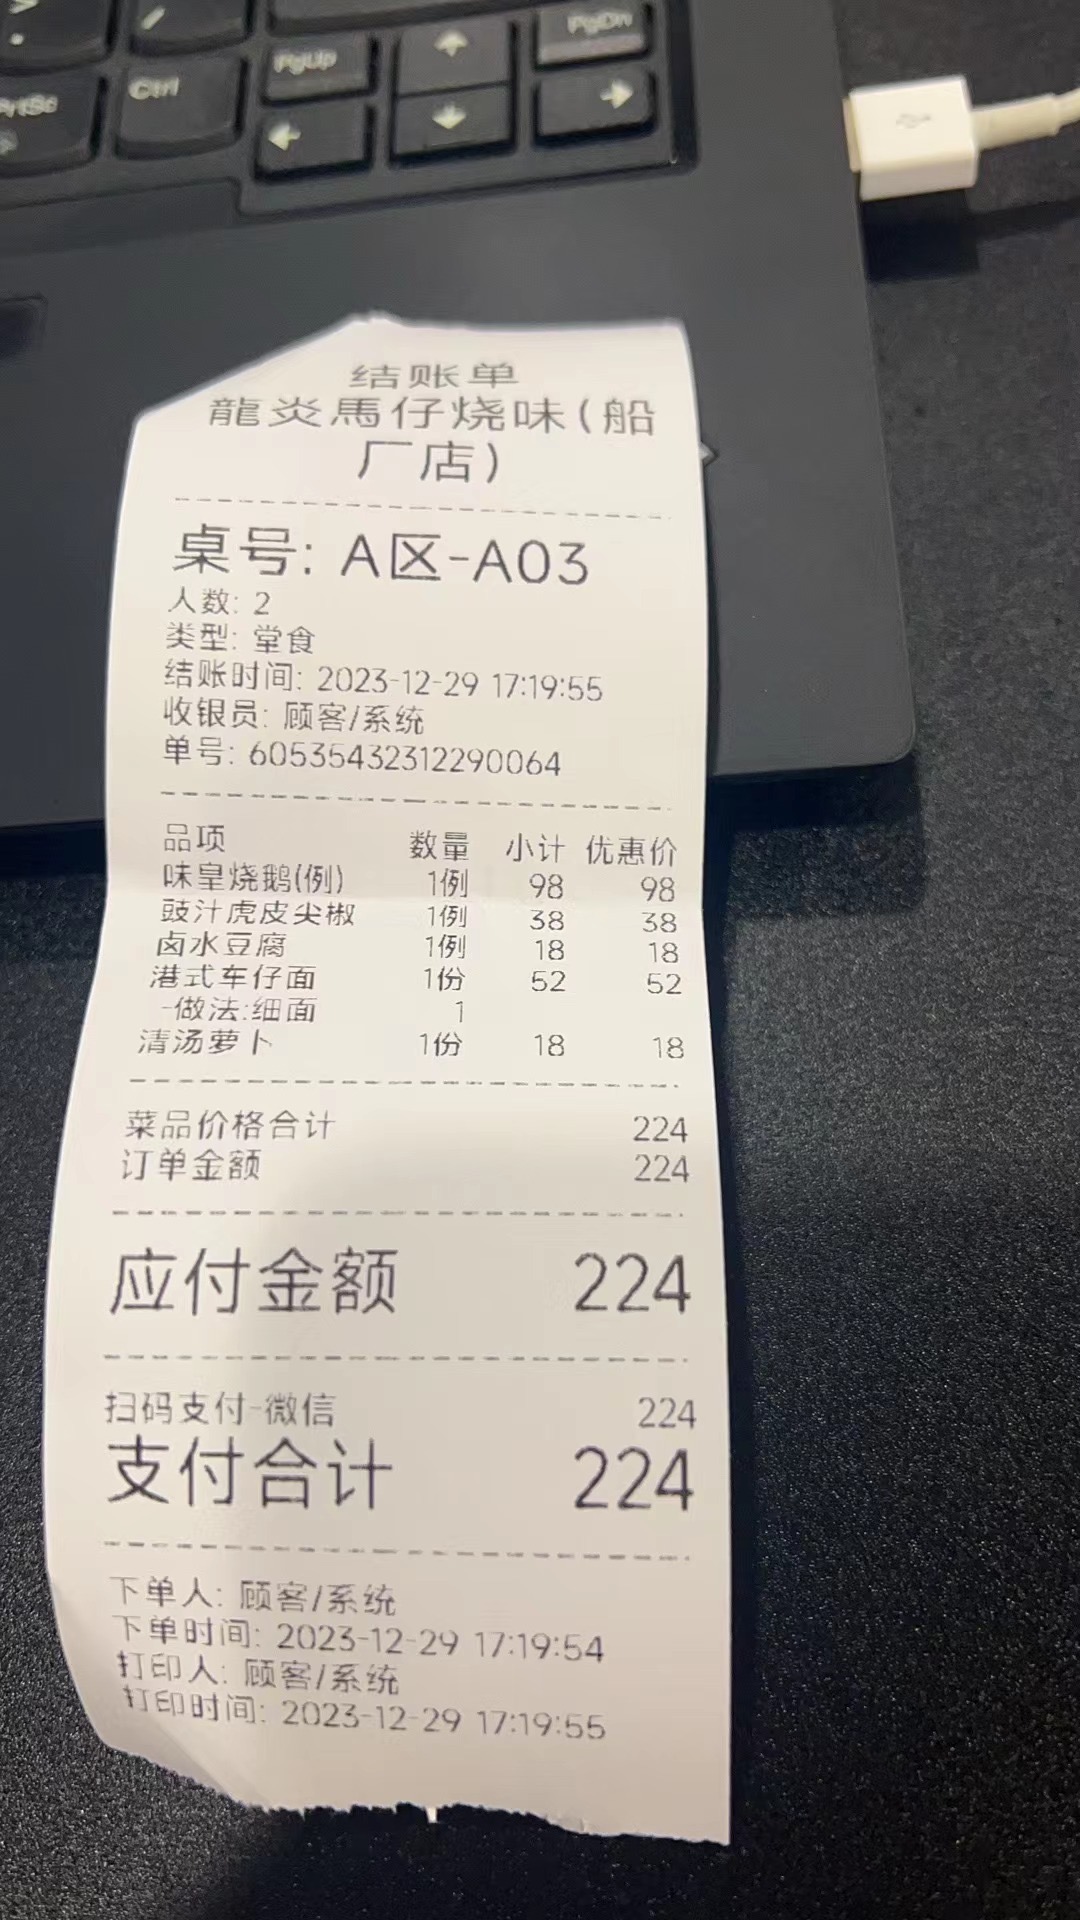 PgUp
PgDn
PrtSc
Ctrl
结账单
龍炎馬仔烧味(船
厂店)
桌号: A区-A03
人数: 2
类型: 堂食
结账时间: 2023-12-29 17:19:55
收银员: 顾客/系统
单号: 60535432312290064
品项 数量 小计 优惠价
味皇烧鹅(例) 1例 98 98
豉汁虎皮尖椒 1例 38 38
卤水豆腐 1例 18 18
港式车仔面 1份 52 52
-做法:细面 1
清汤萝卜 1份 18 18
菜品价格合计 224
订单金额 224
应付金额 224
扫码支付-微信 224
支付合计 224
下单人: 顾客/系统
下单时间: 2023-12-29 17:19:54
打印人: 顾客/系统
打印时间: 2023-12-29 17:19:55